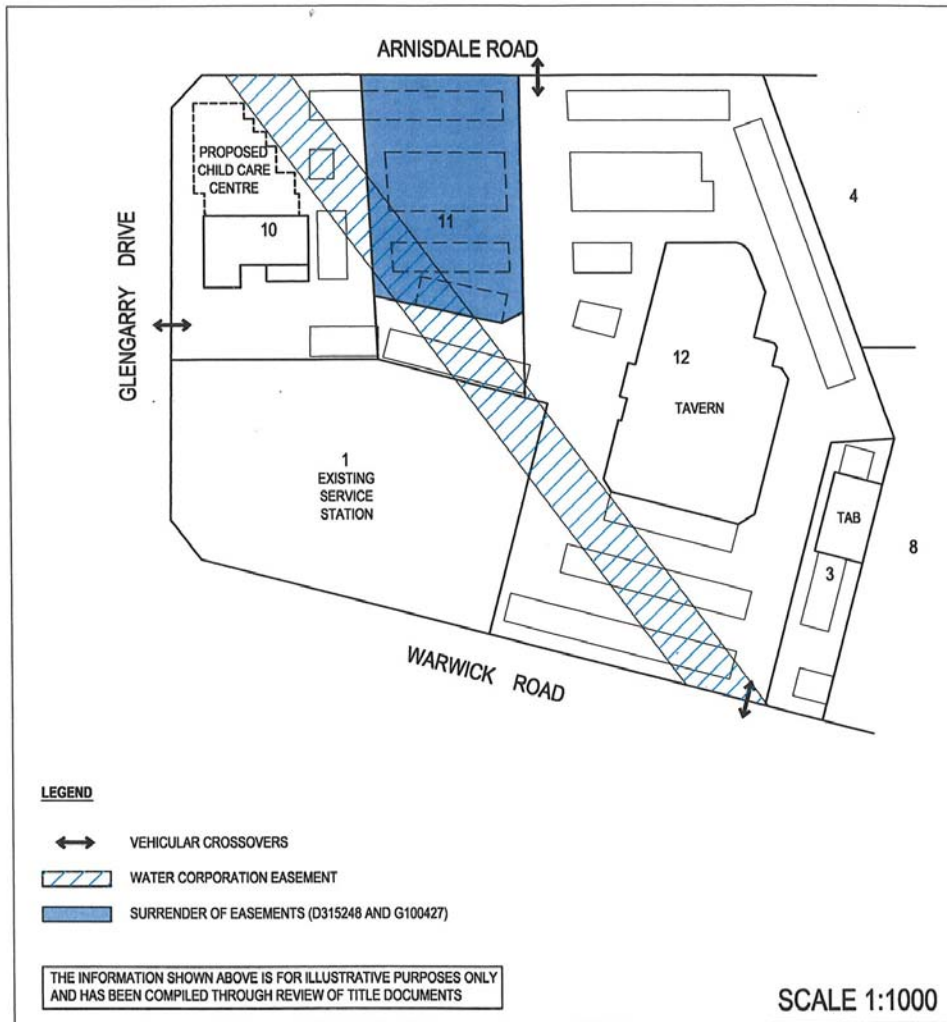 ARNISDALE ROAD
PROPOSED
CHILD CARE
CENTRE
10
11
4
GLENGARRY DRIVE
12
TAVERN
1
EXISTING
SERVICE
STATION
TAB
3
8
WARWICK ROAD
LEGEND
VEHICULAR CROSSOVERS
WATER CORPORATION EASEMENT
SURRENDER OF EASEMENTS (D315248 AND G100427)
THE INFORMATION SHOWN ABOVE IS FOR ILLUSTRATIVE PURPOSES ONLY
AND HAS BEEN COMPILED THROUGH REVIEW OF TITLE DOCUMENTS
SCALE 1:1000